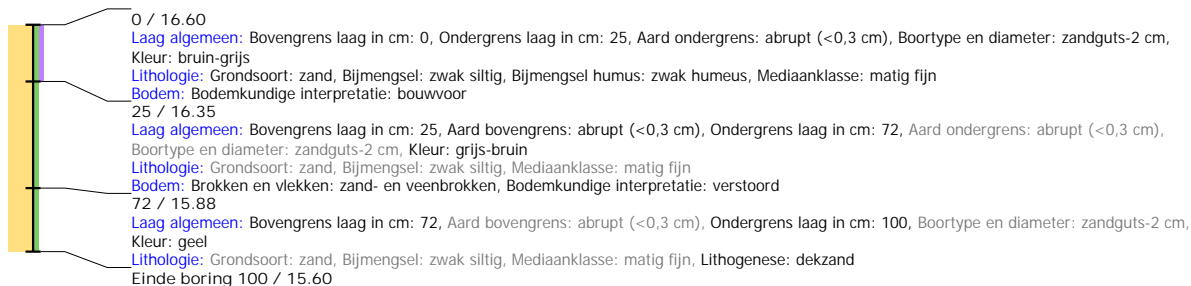 0 / 16.60
Laag algemeen: Bovengrens laag in cm: 0, Ondergrens laag in cm: 25, Aard ondergrens: abrupt (<0,3 cm), Boortype en diameter: zandguts-2 cm,
Kleur: bruin-grijs
Lithologie: Grondsoort: zand, Bijmengsel: zwak siltig, Bijmengsel humus: zwak humeus, Mediaanklasse: matig fijn
Bodem: Bodemkundige interpretatie: bouwvoor
25 / 16.35
Laag algemeen: Bovengrens laag in cm: 25, Aard bovengrens: abrupt (<0,3 cm), Ondergrens laag in cm: 72, Aard ondergrens: abrupt (<0,3 cm),
Boortype en diameter: zandguts-2 cm, Kleur: grijs-bruin
Lithologie: Grondsoort: zand, Bijmengsel: zwak siltig, Mediaanklasse: matig fijn
Bodem: Brokken en vlekken: zand- en veenbrokken, Bodemkundige interpretatie: verstoord
72 / 15.88
Laag algemeen: Bovengrens laag in cm: 72, Aard bovengrens: abrupt (<0,3 cm), Ondergrens laag in cm: 100, Boortype en diameter: zandguts-2 cm,
Kleur: geel
Lithologie: Grondsoort: zand, Bijmengsel: zwak siltig, Mediaanklasse: matig fijn, Lithogenese: dekzand
Einde boring 100 / 15.60